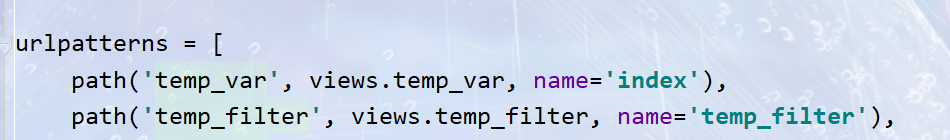 urlpatterns = [
    path('temp_var', views.temp_var, name='index'),
    path('temp_filter', views.temp_filter, name='temp_filter'),